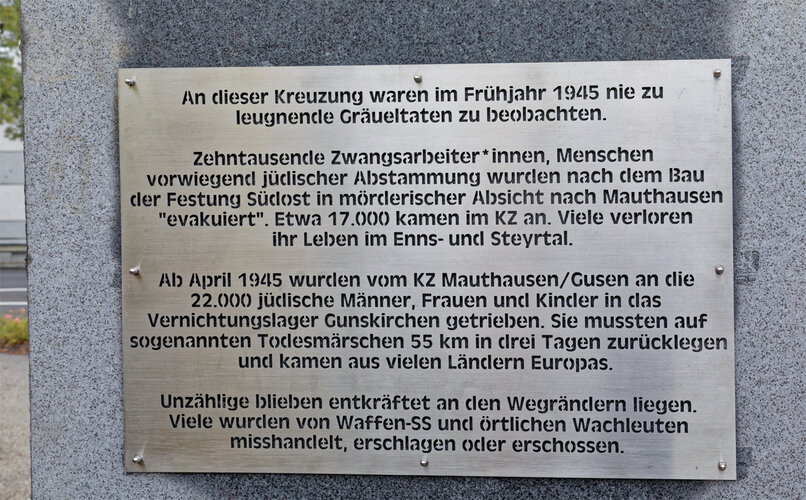 An dieser Kreuzung waren im Frühjahr 1945 nie zu
leugnende Gräueltaten zu beobachten.
Zehntausende Zwangsarbeiter*innen, Menschen
vorwiegend jüdischer Abstammung wurden nach dem Bau
der Festung Südost in mörderischer Absicht nach Mauthausen
"evakuiert". Etwa 17.000 kamen im KZ an. Viele verloren
ihr Leben im Enns- und Steyrtal.
Ab April 1945 wurden vom KZ Mauthausen/Gusen an die
22.000 jüdische Männer, Frauen und Kinder in das
Vernichtungslager Gunskirchen getrieben. Sie mussten auf
sogenannten Todesmärschen 55 km in drei Tagen zurücklegen
und kamen aus vielen Ländern Europas.
Unzählige blieben entkräftet an den Wegrändern liegen.
Viele wurden von Waffen-SS und örtlichen Wachleuten
misshandelt, erschlagen oder erschossen.